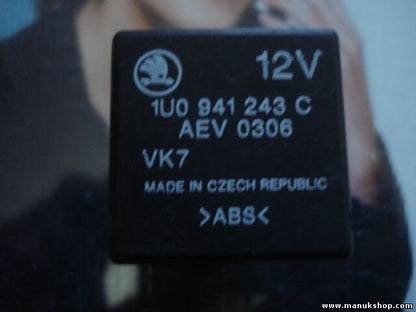 12V
1U0 941 243 C
AEV 0306
VK7
MADE IN CZECH REPUBLIC
>ABS<
www.manukshop.com